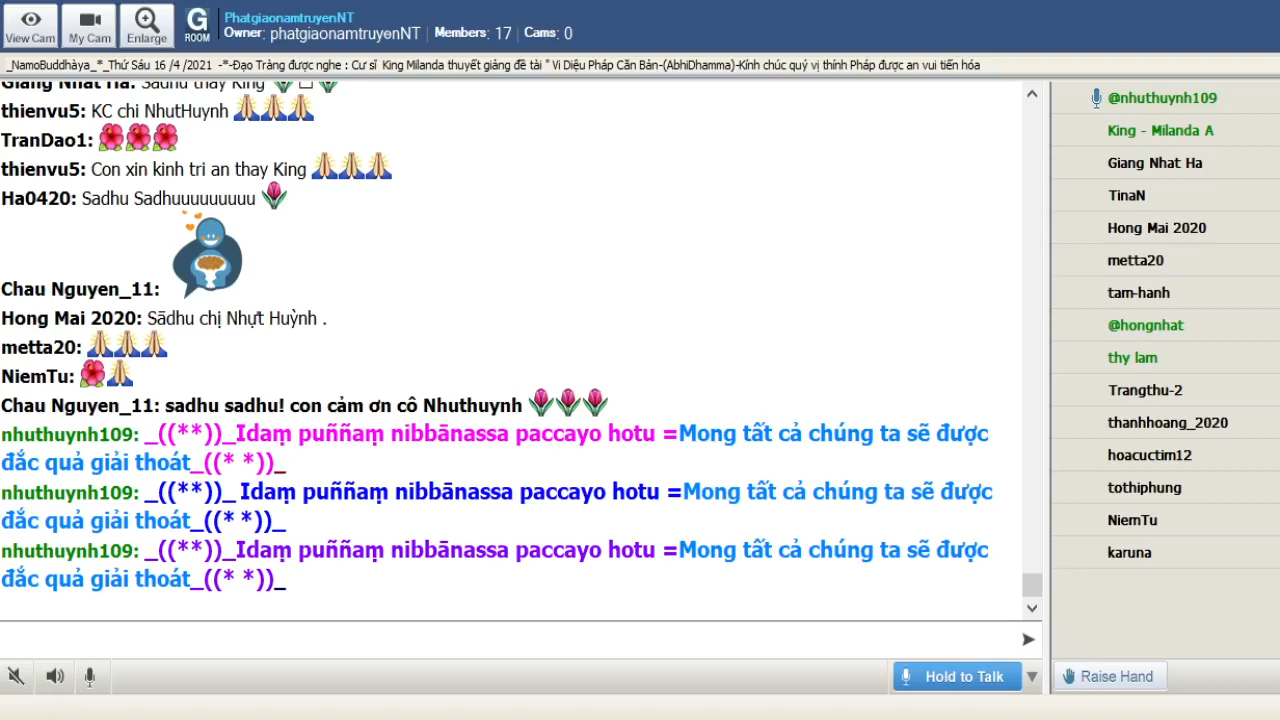 View Cam
My Cam
Enlarge
G
ROOM
PhatgiaonamtruyenNT
Owner: phatgiaonamtruyenNT | Members: 17 | Cams: 0
_NamoBuddhàya_*_Thứ Sáu 16 /4 /2021 -*-Đạo Tràng được nghe : Cư sĩ King Milanda thuyết giảng đề tài " Vi Diệu Pháp Căn Bản-(AbhiDhamma)-Kính chúc quý vị thính Pháp được an vui tiến hóa
Giang Nhat Ha: Sadhu thay King
thienvu5: KC chi NhutHuynh
TranDao1:
thienvu5: Con xin kinh tri an thay King
Ha0420: Sadhu Sadhuuuuuuuuu
Chau Nguyen_11:
Hong Mai 2020: Sādhu chị Nhựt Huỳnh .
metta20:
NiemTu:
Chau Nguyen_11: sadhu sadhu! con cảm ơn cô Nhuthuynh
nhuthuynh109: _((**))_Idaṃ puññaṃ nibbānassa paccayo hotu =Mong tất cả chúng ta sẽ được
đắc quả giải thoát_((* *))_
nhuthuynh109: _((**))_ Idaṃ puññaṃ nibbānassa paccayo hotu =Mong tất cả chúng ta sẽ được
đắc quả giải thoát_((* *))_
nhuthuynh109: _((**))_Idaṃ puññaṃ nibbānassa paccayo hotu =Mong tất cả chúng ta sẽ được
đắc quả giải thoát_((* *))_
Hold to Talk
@nhuthuynh109
King - Milanda A
Giang Nhat Ha
TinaN
Hong Mai 2020
metta20
tam-hanh
@hongnhat
thy lam
Trangthu-2
thanhhoang_2020
hoacuctim12
tothiphung
NiemTu
karuna
Raise Hand